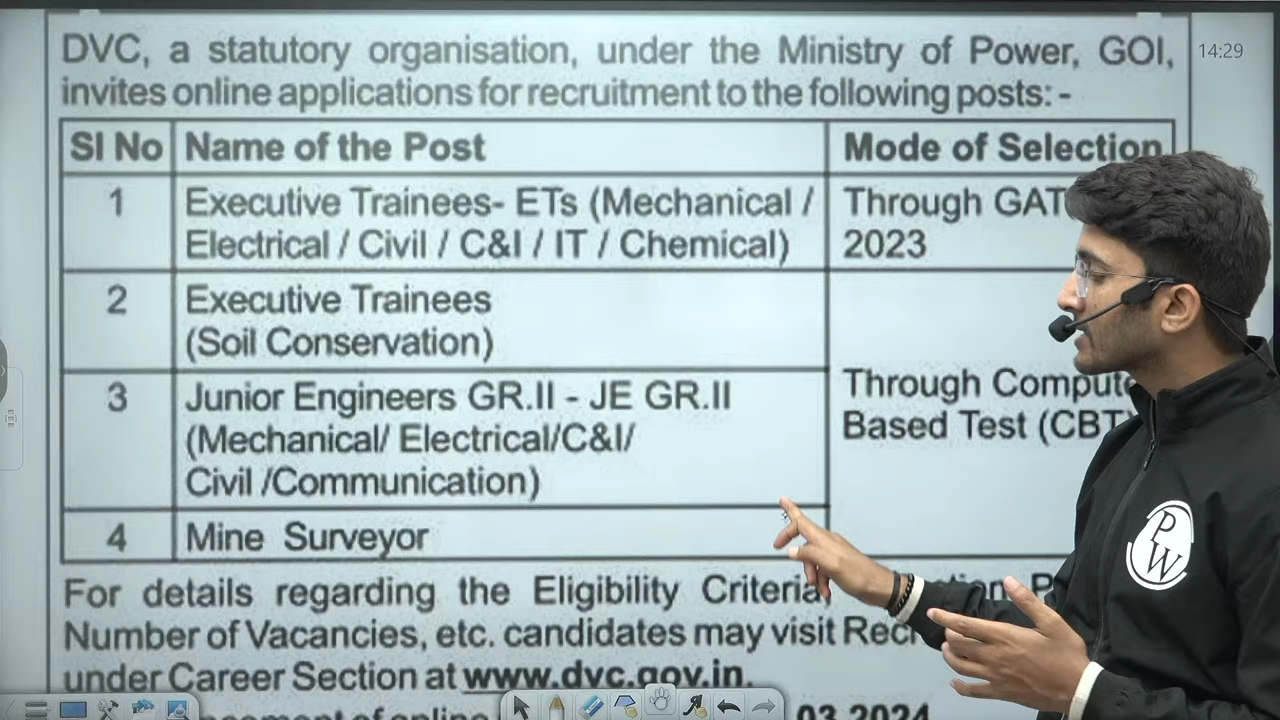 DVC, a statutory organisation, under the Ministry of Power, GOI,
14:29
invites online applications for recruitment to the following posts: -
Sl No Name of the Post Mode of Selection
1 Executive Trainees- ETs (Mechanical / Through GAT
Electrical / Civil / C&I / IT / Chemical) 2023
2 Executive Trainees
(Soil Conservation)
3 Junior Engineers GR.II - JE GR.II Through Compute
(Mechanical/ Electrical/C&I/ Based Test (CBT)
Civil /Communication)
4 Mine Surveyor
For details regarding the Eligibility Criteria,
Number of Vacancies, etc. candidates may visit
under Career Section at www.dvc.gov.in.
of online 03.2024
PW